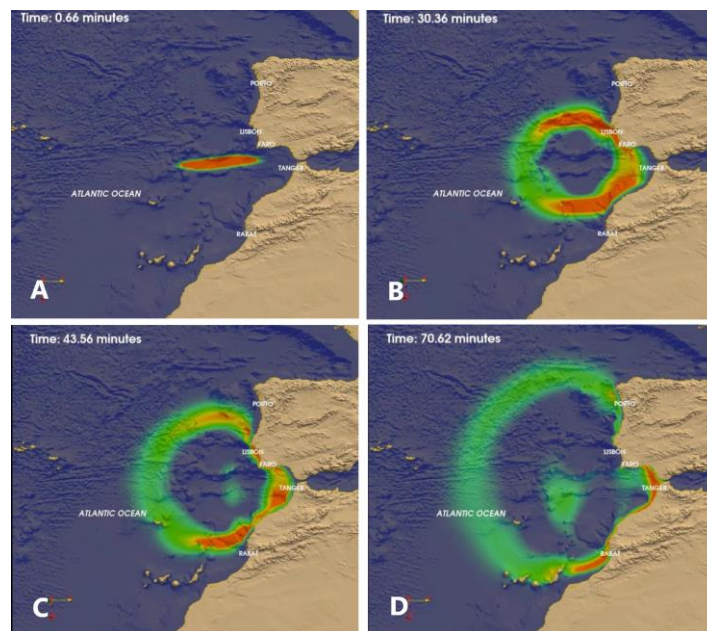 Time: 0.66 minutes
PORTO
LISBON
FARO
TANGER
ATLANTIC OCEAN
RABAT
A
Time: 30.36 minutes
PORTO
LISBON
FARO
TANGER
ATLANTIC OCEAN
RABAT
B
Time: 43.56 minutes
PORTO
LISBON
FARO
TANGER
ATLANTIC OCEAN
RABAT
C
Time: 70.62 minutes
PORTO
LISBON
FARO
TANGER
ATLANTIC OCEAN
RABAT
D